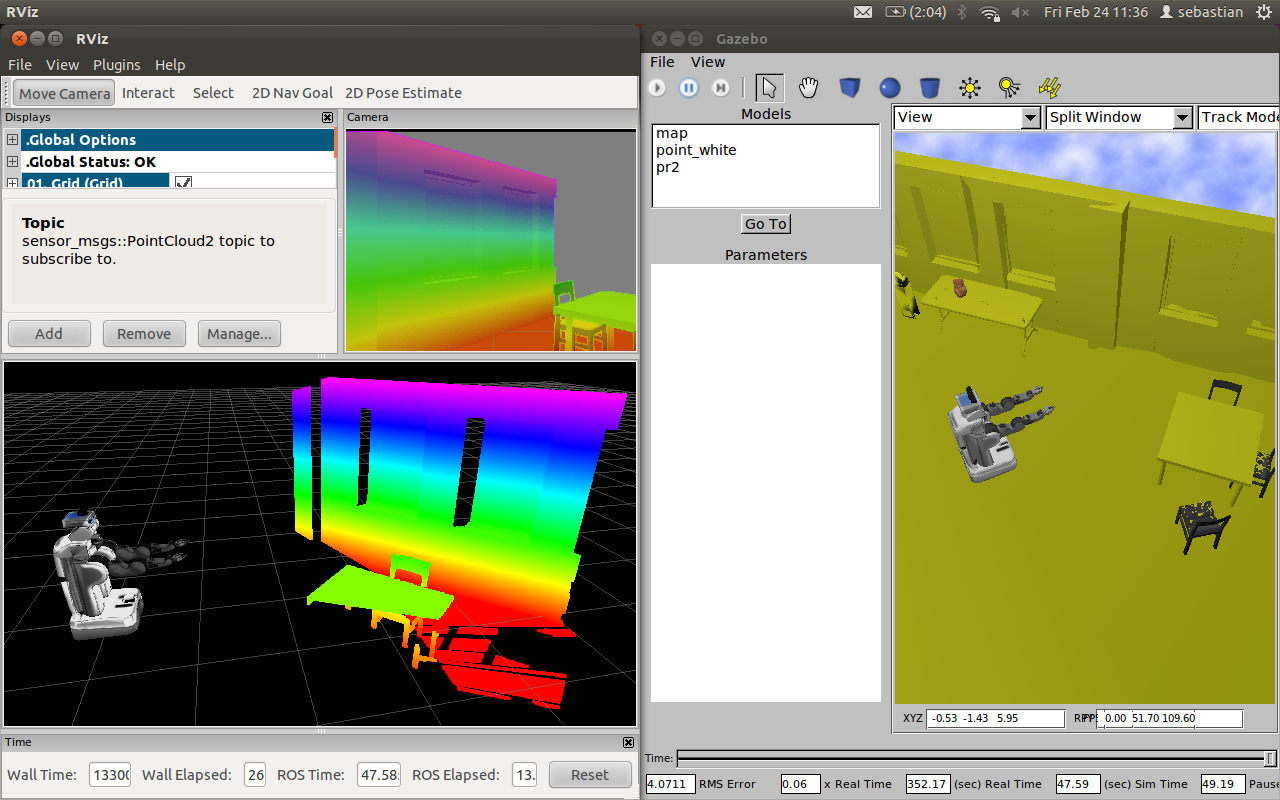 RViz
(2:04)
Fri Feb 24 11:36
sebastian
RViz
File View Plugins Help
Move Camera Interact Select 2D Nav Goal 2D Pose Estimate
Displays
.Global Options
.Global Status: OK
01. Grid (Grid)
Topic
sensor_msgs::PointCloud2 topic to
subscribe to.
Add Remove Manage...
Camera
Time
Wall Time: 13300 Wall Elapsed: 26 ROS Time: 47.58 ROS Elapsed: 13. Reset
Gazebo
File View
Models
map
point_white
pr2
Go To
Parameters
View Split Window Track Mode
XYZ -0.53 -1.43 5.95 0.00 51.70 109.60
Time:
4.0711 RMS Error 0.06 x Real Time 352.17 (sec) Real Time 47.59 (sec) Sim Time 49.19 Pause